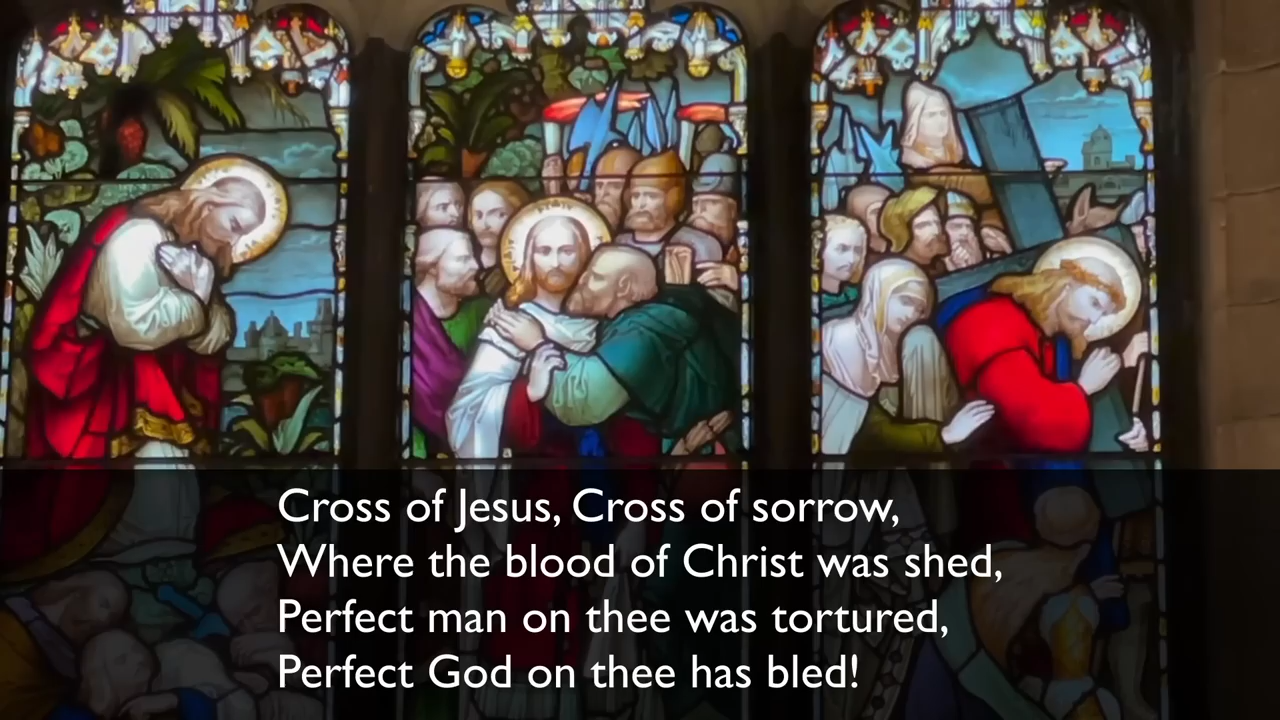 Cross of Jesus, Cross of sorrow,
Where the blood of Christ was shed,
Perfect man on thee was tortured,
Perfect God on thee has bled!